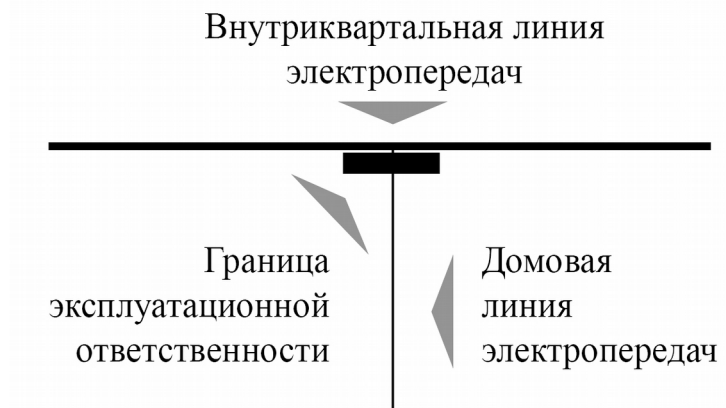 Внутриквартальная линия
электропередач
Граница
эксплуатационной
ответственности
Домовая
линия
электропередач